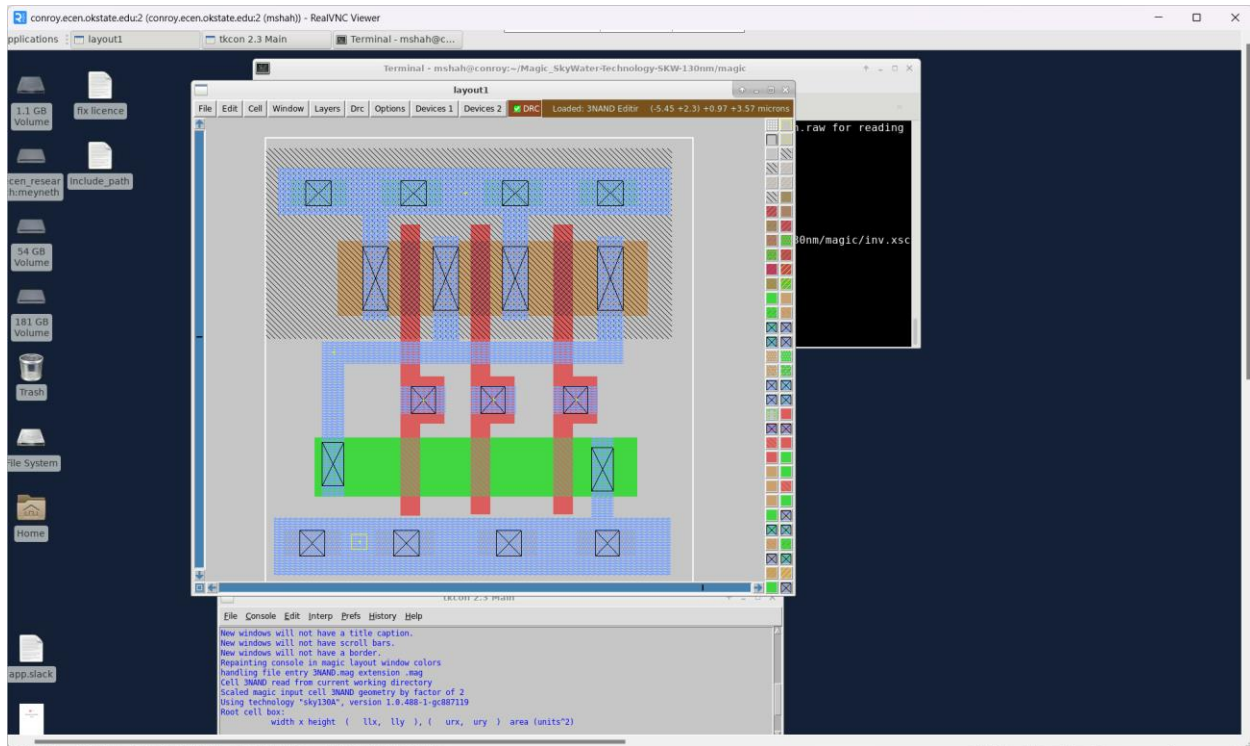 conroy.ecen.okstate.edu:2 (conroy.ecen.okstate.edu:2 (mshah)) - RealVNC Viewer
pplications layout1 tkcon 2.3 Main Terminal - mshah@c...
Terminal - mshah@conroy:~/Magic_SkyWater-Technology-SKW-130nm/magic
layout1
File Edit Cell Window Layers Drc Options Devices 1 Devices 2 DRC Loaded: 3NAND Editir (-5.45 +2.3) +0.97 +3.57 microns
.raw for reading
30nm/magic/inv.xsc
1.1 GB
Volume
fix licence
cen_resear
h:meyneth
Include_path
54 GB
Volume
181 GB
Volume
Trash
File System
Home
app.slack
tkcon 2.3 Main
File Console Edit Interp Prefs History Help
New windows will not have a title caption.
New windows will not have scroll bars.
New windows will not have a border.
Repainting console in magic layout window colors
handling file entry 3NAND.mag extension .mag
Cell 3NAND read from current working directory
Scaled magic input cell 3NAND geometry by factor of 2
Using technology "sky130A", version 1.0.488-1-gc887119
Root cell box:
width x height ( llx, lly ), ( urx, ury ) area (units^2)